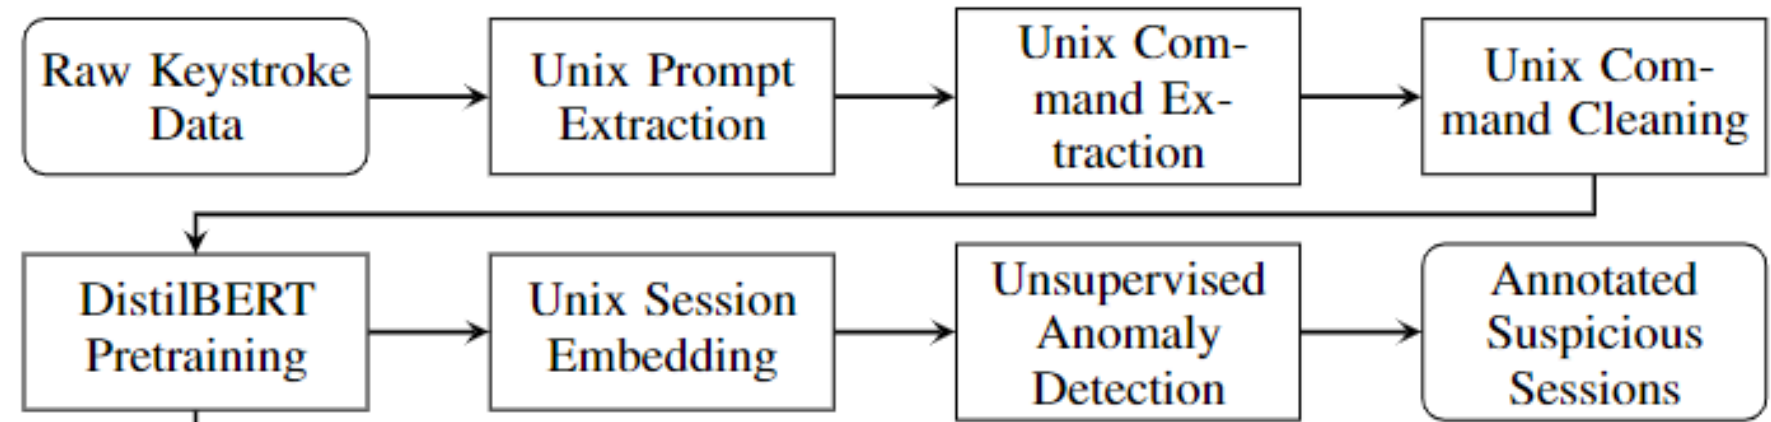 Raw Keystroke
Data
Unix Prompt
Extraction
Unix Com-
mand Ex-
traction
Unix Com-
mand Cleaning
DistilBERT
Pretraining
Unix Session
Embedding
Unsupervised
Anomaly
Detection
Annotated
Suspicious
Sessions